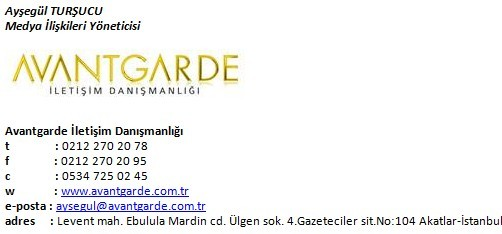 Ayşegül TURŞUCU
Medya İlişkileri Yöneticisi
AVANTGARDE
İLETİŞİM DANIŞMANLIĞI
Avantgarde İletişim Danışmanlığı
t : 0212 270 20 78
f : 0212 270 20 95
c : 0534 725 02 45
w : www.avantgarde.com.tr
e-posta : aysegul@avantgarde.com.tr
adres : Levent mah. Ebulula Mardin cd. Ülgen sok. 4.Gazeteciler sit.No:104 Akatlar-İstanbul